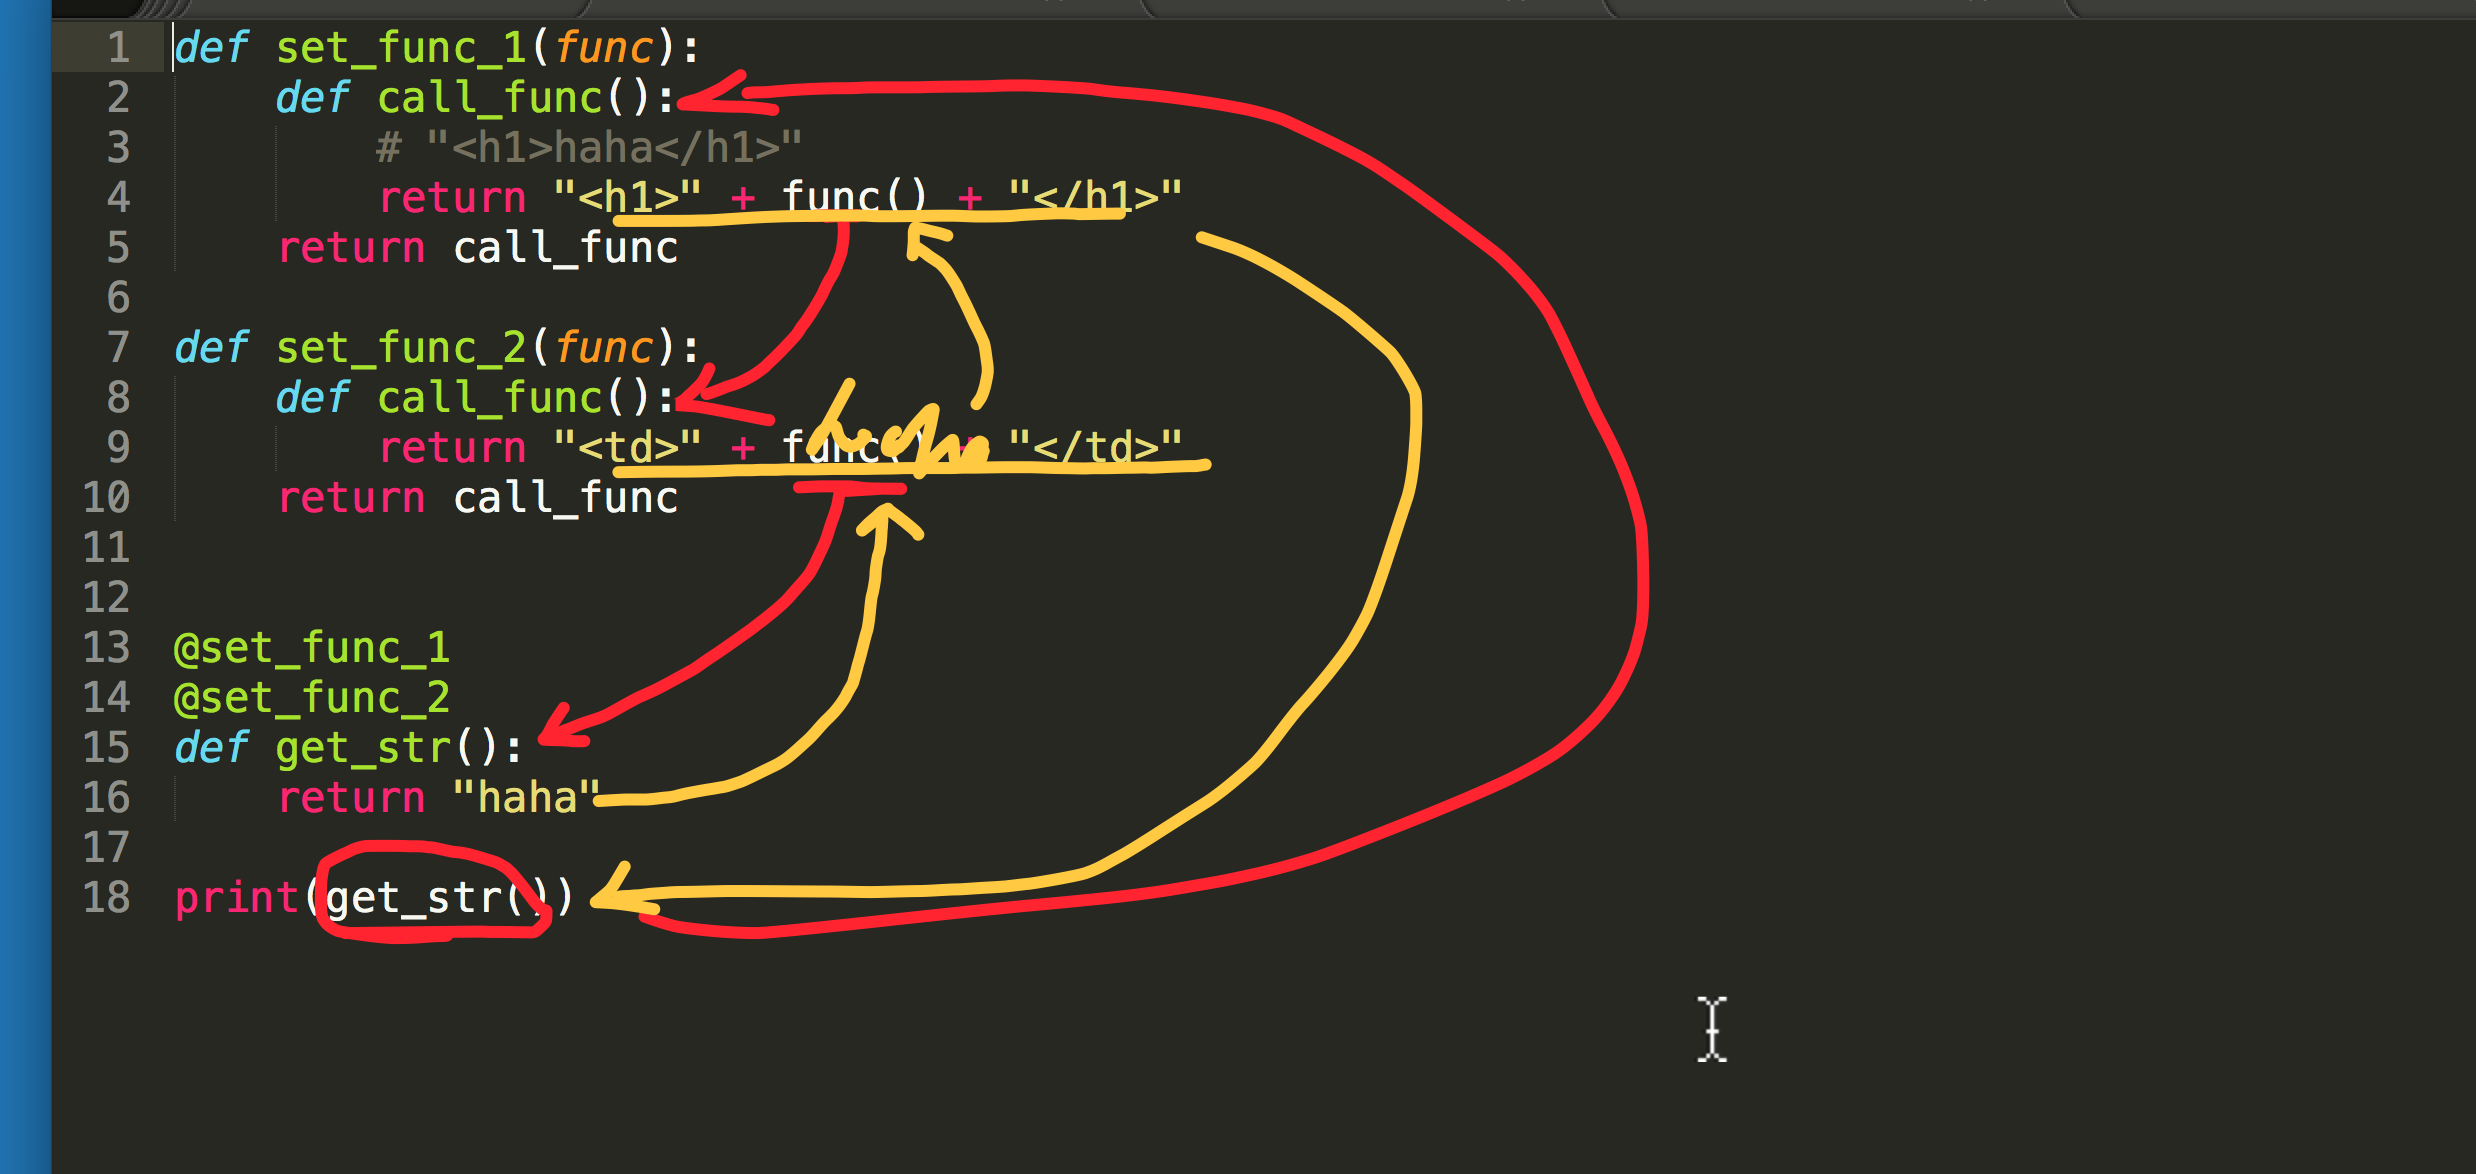 1 def set_func_1(func):
2     def call_func():
3         # "<h1>haha</h1>"
4         return "<h1>" + func() + "</h1>"
5     return call_func
6
7 def set_func_2(func):
8     def call_func():
haha
9         return "<td>" + func() + "</td>"
10     return call_func
11
12
13 @set_func_1
14 @set_func_2
15 def get_str():
16     return "haha"
17
18 print(get_str())